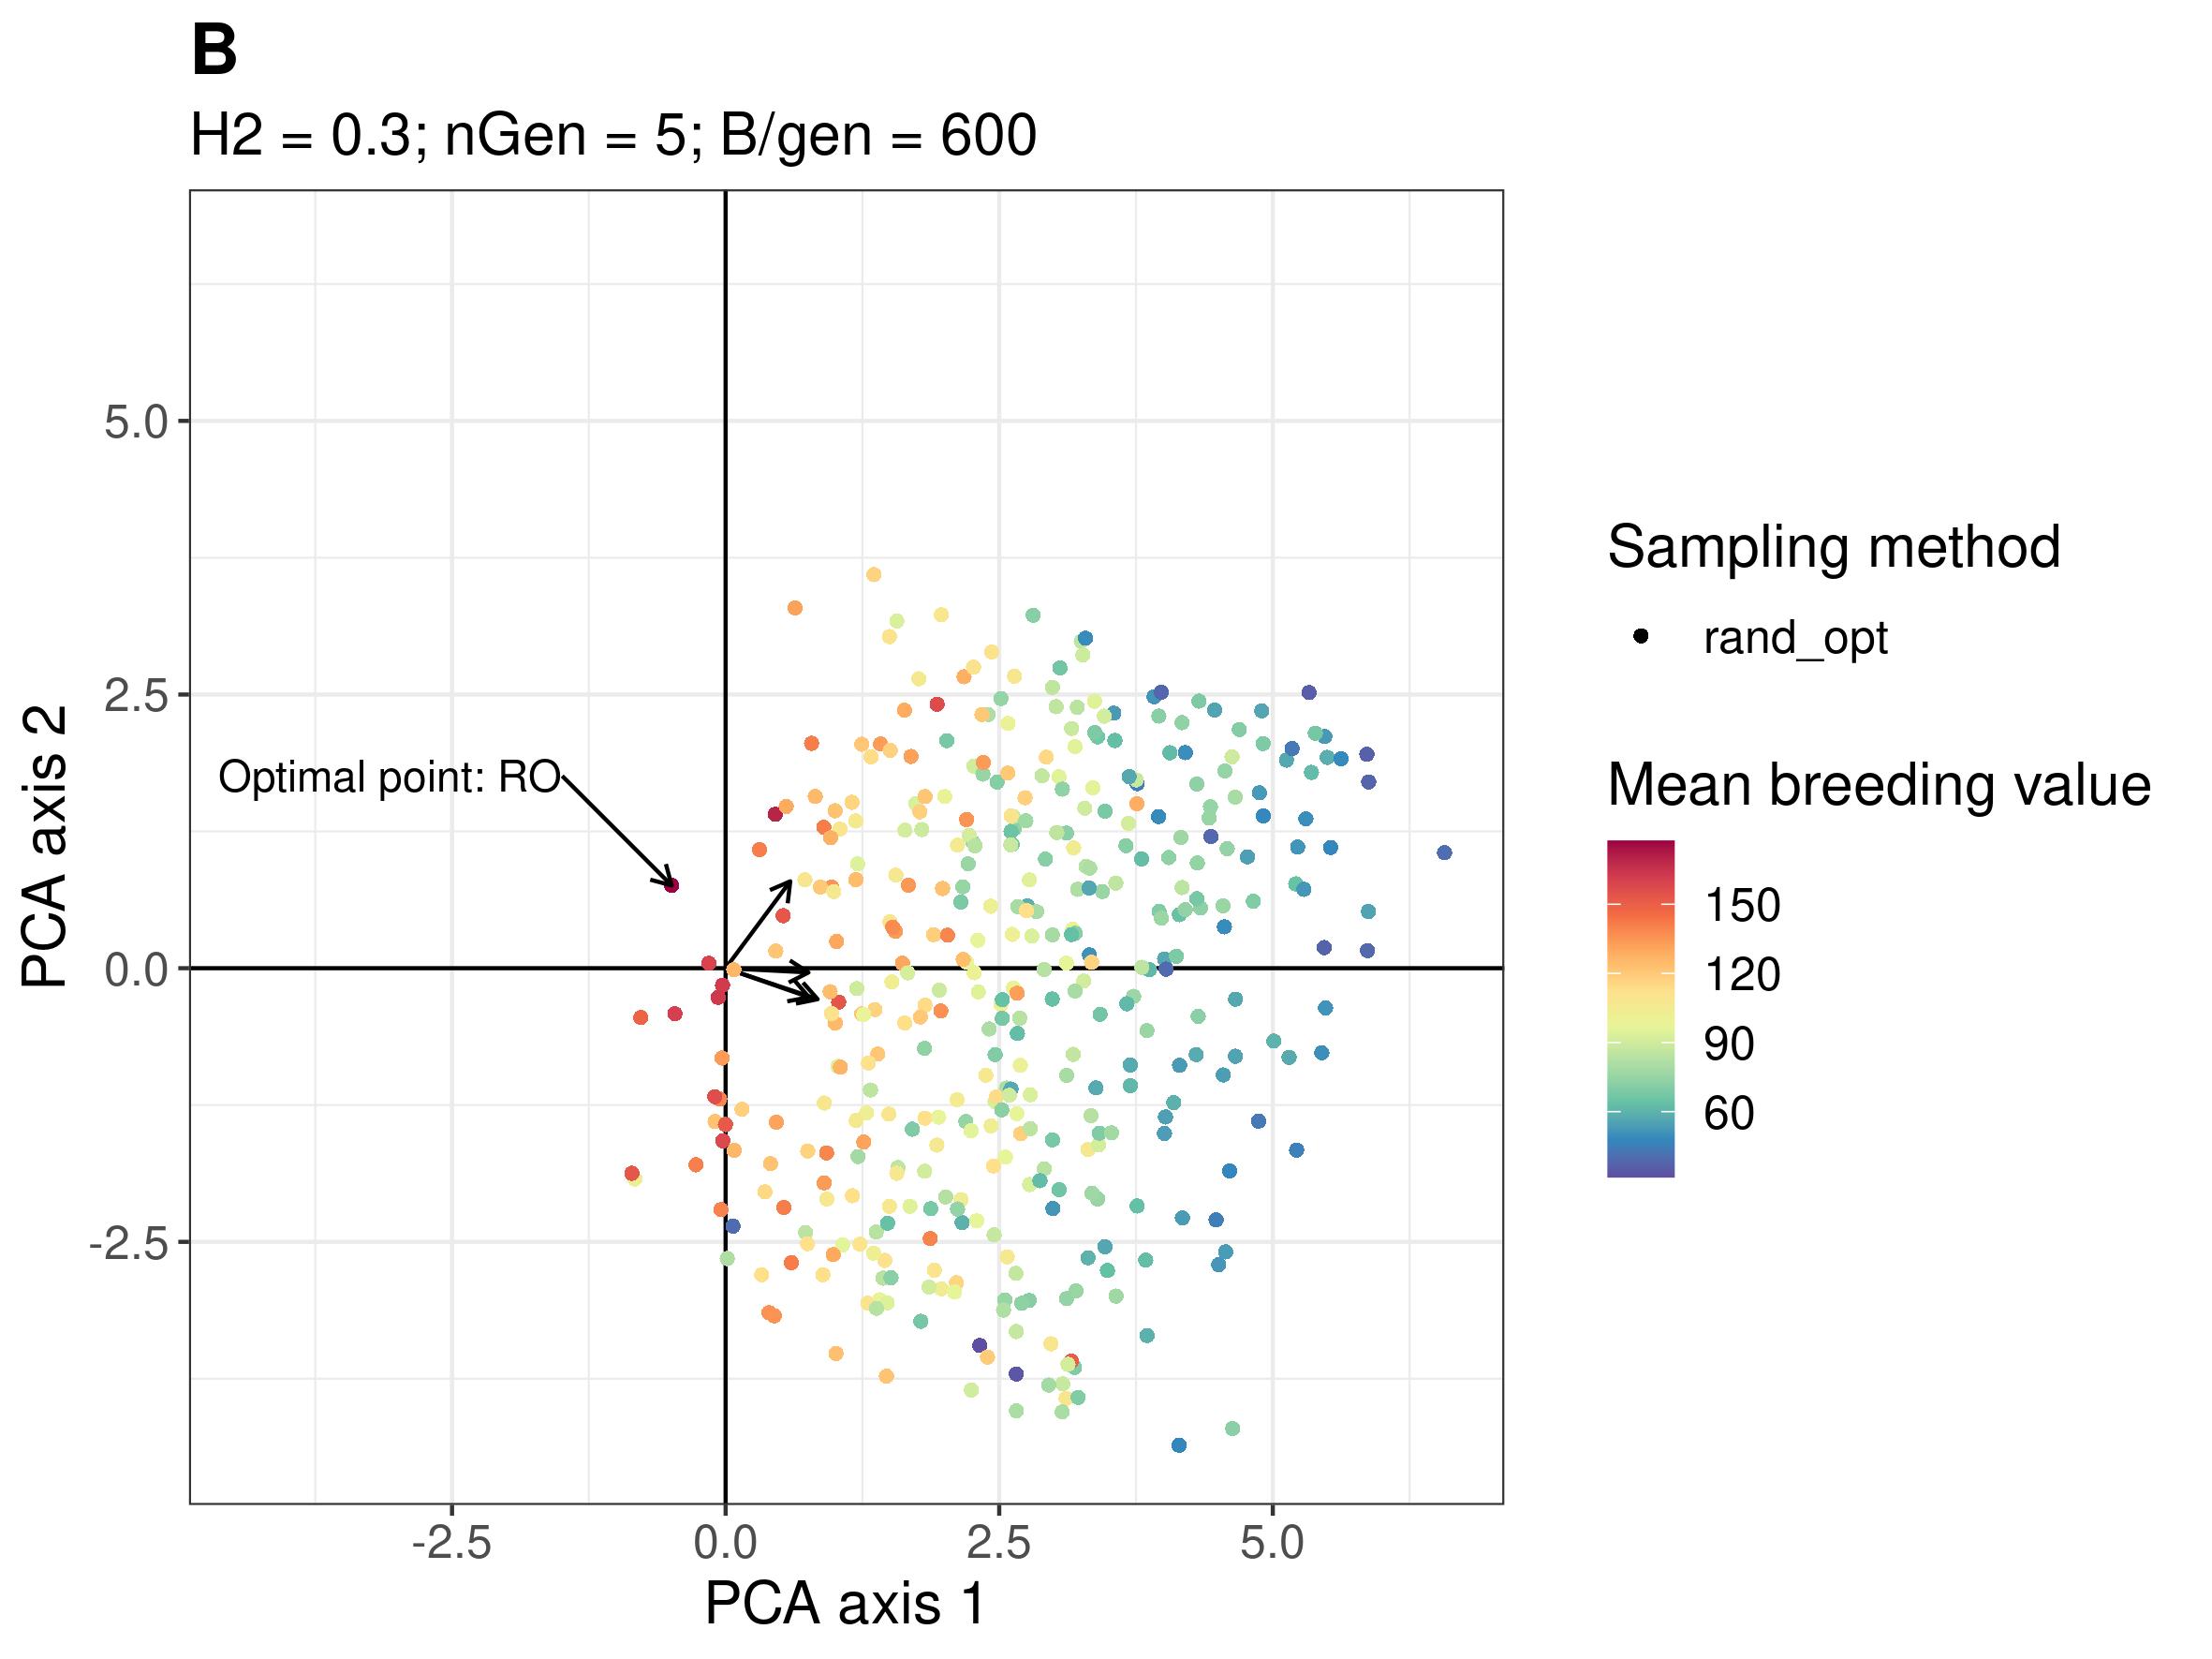 B
H2 = 0.3; nGen = 5; B/gen = 600
PCA axis 2
5.0
2.5
0.0
-2.5
Optimal point: RO
-2.5
0.0
2.5
5.0
PCA axis 1
Sampling method
rand_opt
Mean breeding value
150
120
90
60